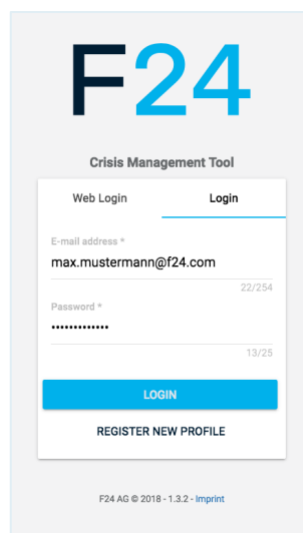 F24
Crisis Management Tool
Web Login Login
E-mail address *
max.mustermann@f24.com
22/254
Password *
•••••••••••••
13/25
LOGIN
REGISTER NEW PROFILE
F24 AG © 2018 - 1.3.2 - Imprint